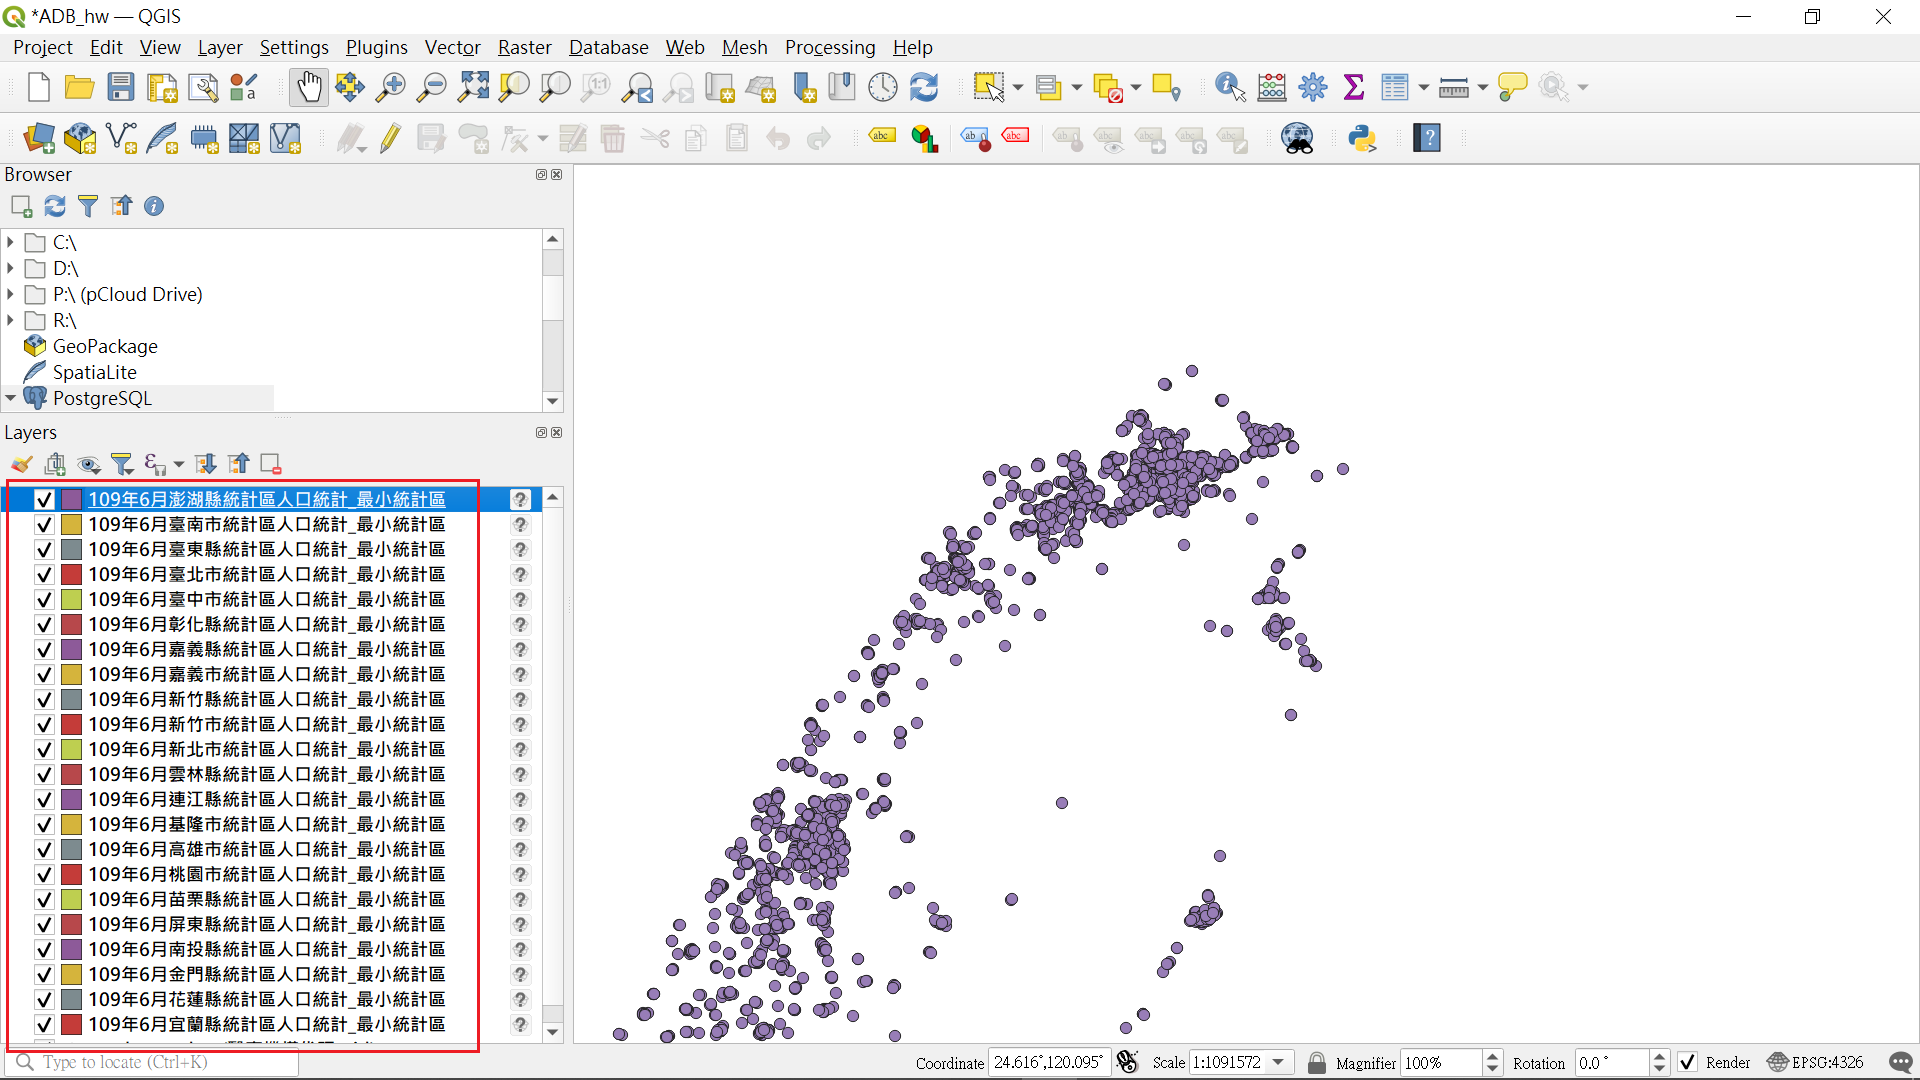 *ADB_hw — QGIS
Project Edit View Layer Settings Plugins Vector Raster Database Web Mesh Processing Help
Browser
C:\
D:\
P:\ (pCloud Drive)
R:\
GeoPackage
SpatiaLite
PostgreSQL
Layers
109年6月澎湖縣統計區人口統計_最小統計區
109年6月臺南市統計區人口統計_最小統計區
109年6月臺東縣統計區人口統計_最小統計區
109年6月臺北市統計區人口統計_最小統計區
109年6月臺中市統計區人口統計_最小統計區
109年6月彰化縣統計區人口統計_最小統計區
109年6月嘉義縣統計區人口統計_最小統計區
109年6月嘉義市統計區人口統計_最小統計區
109年6月新竹縣統計區人口統計_最小統計區
109年6月新竹市統計區人口統計_最小統計區
109年6月新北市統計區人口統計_最小統計區
109年6月雲林縣統計區人口統計_最小統計區
109年6月連江縣統計區人口統計_最小統計區
109年6月基隆市統計區人口統計_最小統計區
109年6月高雄市統計區人口統計_最小統計區
109年6月桃園市統計區人口統計_最小統計區
109年6月苗栗縣統計區人口統計_最小統計區
109年6月屏東縣統計區人口統計_最小統計區
109年6月南投縣統計區人口統計_最小統計區
109年6月金門縣統計區人口統計_最小統計區
109年6月花蓮縣統計區人口統計_最小統計區
109年6月宜蘭縣統計區人口統計_最小統計區
Type to locate (Ctrl+K) Coordinate 24.616°,120.095° Scale 1:1091572 Magnifier 100% Rotation 0.0 ° Render EPSG:4326